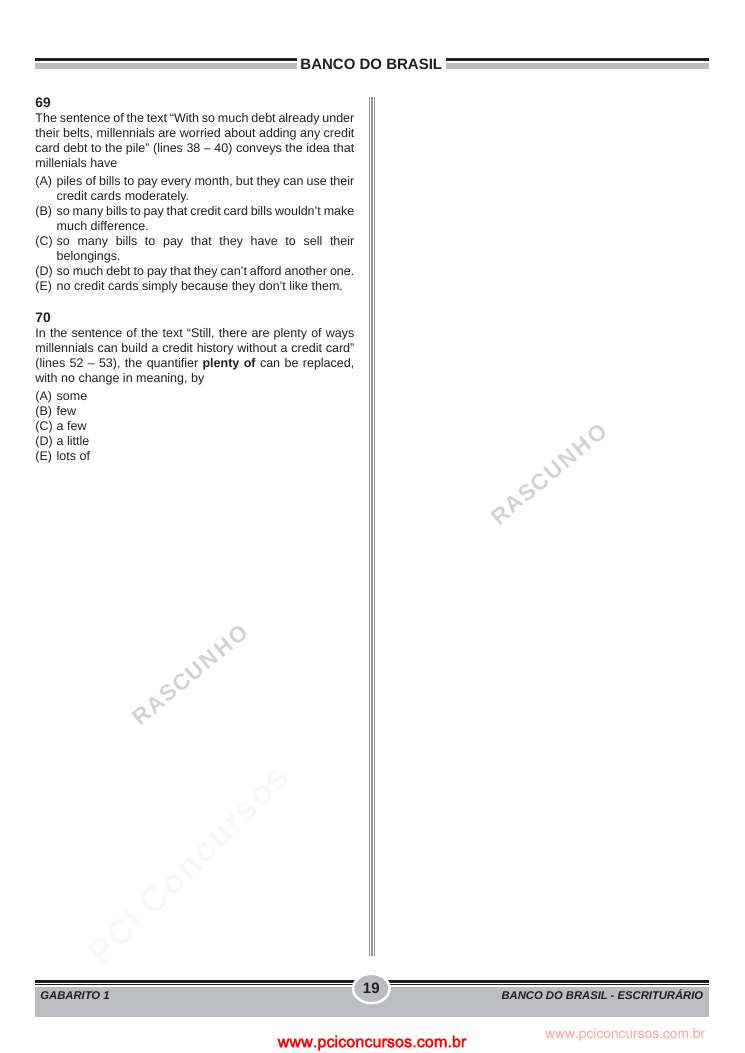 BANCO DO BRASIL
69
The sentence of the text “With so much debt already under
their belts, millennials are worried about adding any credit
card debt to the pile” (lines 38 – 40) conveys the idea that
millenials have
(A) piles of bills to pay every month, but they can use their
credit cards moderately.
(B) so many bills to pay that credit card bills wouldn’t make
much difference.
(C) so many bills to pay that they have to sell their
belongings.
(D) so much debt to pay that they can’t afford another one.
(E) no credit cards simply because they don’t like them.
70
In the sentence of the text “Still, there are plenty of ways
millennials can build a credit history without a credit card”
(lines 52 – 53), the quantifier plenty of can be replaced,
with no change in meaning, by
(A) some
(B) few
(C) a few
(D) a little
(E) lots of
RASCUNHO
RASCUNHO
PCI Concursos
GABARITO 1
19
BANCO DO BRASIL - ESCRITURÁRIO
www.pciconcursos.com.br
www.pciconcursos.com.br